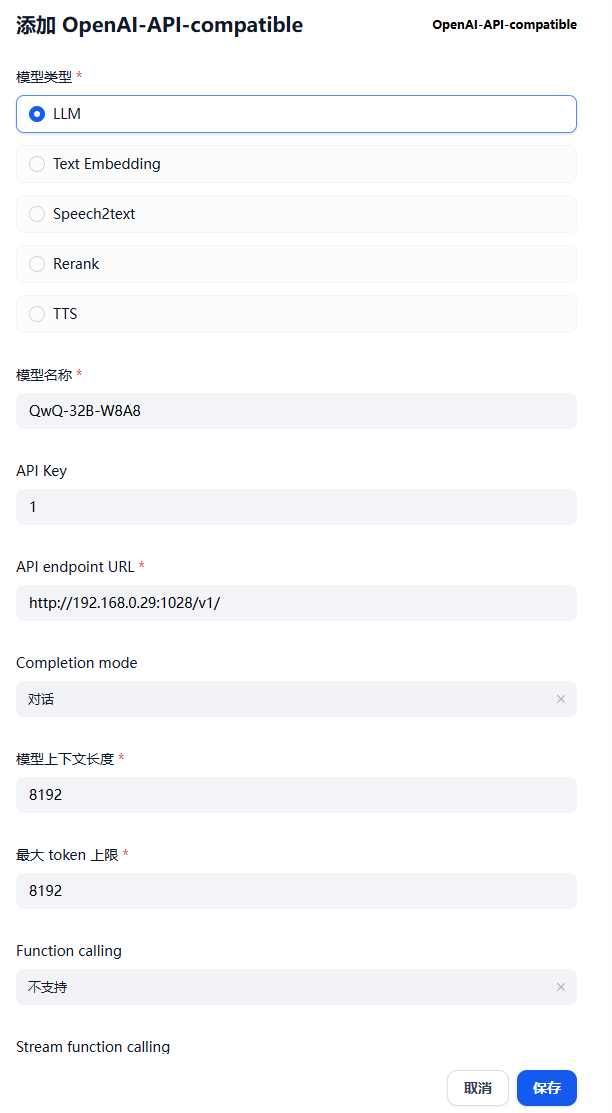 添加 OpenAI-API-compatible
OpenAI-API-compatible
模型类型 *
LLM
Text Embedding
Speech2text
Rerank
TTS
模型名称 *
QwQ-32B-W8A8
API Key
1
API endpoint URL *
http://192.168.0.29:1028/v1/
Completion mode
对话
模型上下文长度 *
8192
最大 token 上限 *
8192
Function calling
不支持
Stream function calling
取消
保存